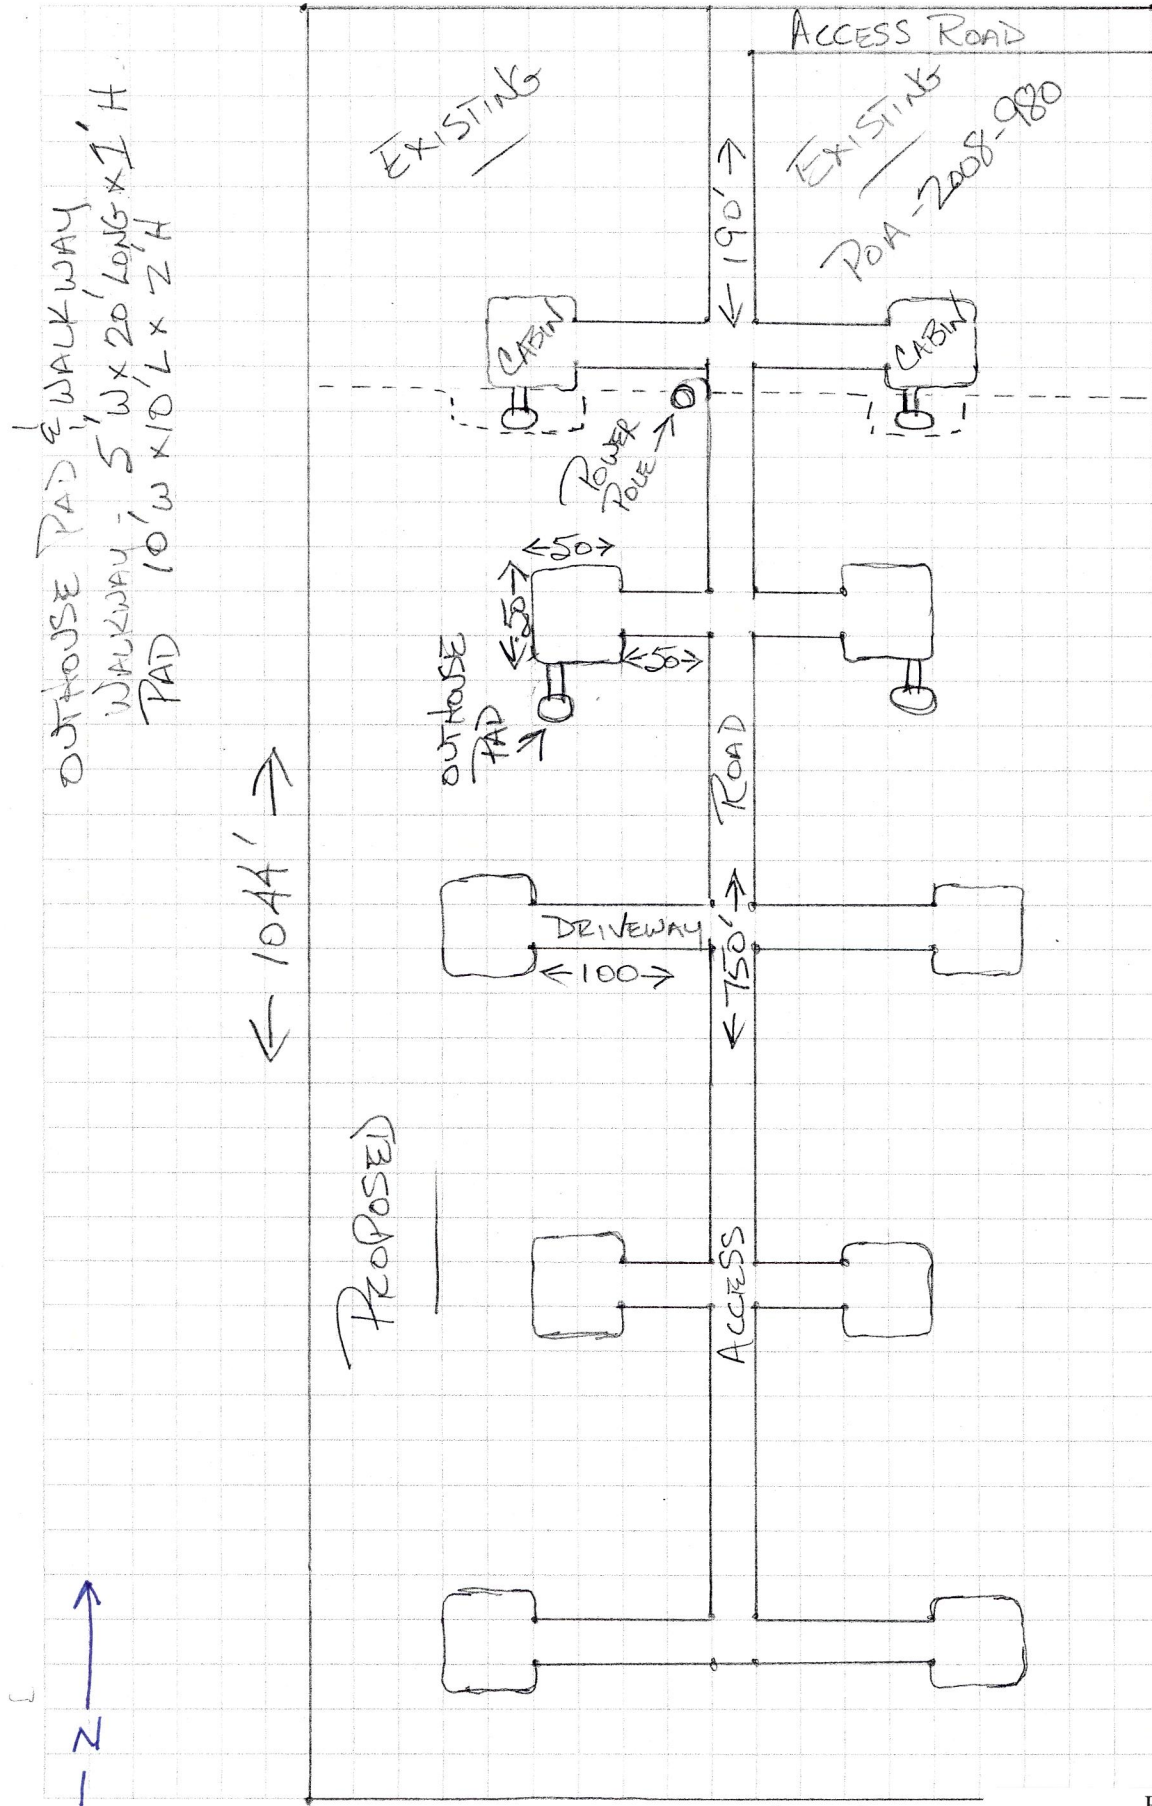 ACCESS ROAD
EXISTING
EXISTING
POA-2008-980
← 190' →
OUTHOUSE PAD & WALKWAY
WALKWAY - 5'W x 20' LONG x 1' H
PAD 10'W x 10'L x 2'H
CABIN
CABIN
POWER
POLE →
←50→
←50→
←50→
OUTHOUSE
PAD
ROAD
← 1044' →
DRIVEWAY
←100→
← 750' →
PROPOSED
ACCESS
N